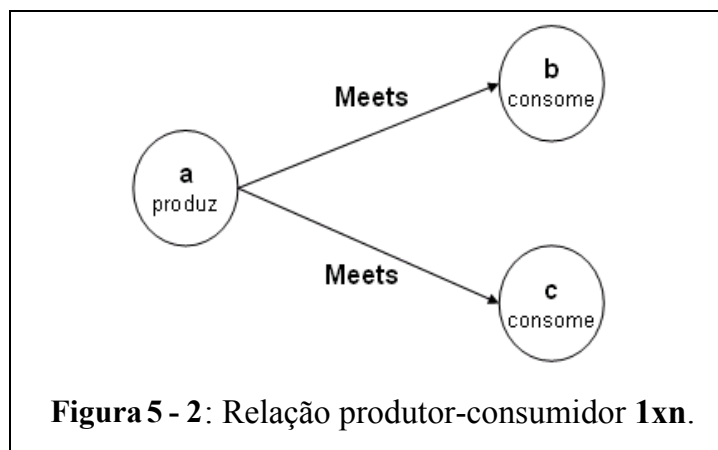 b
consome
Meets
a
produz
Meets
c
consome
Figura 5 - 2: Relação produtor-consumidor 1xn.